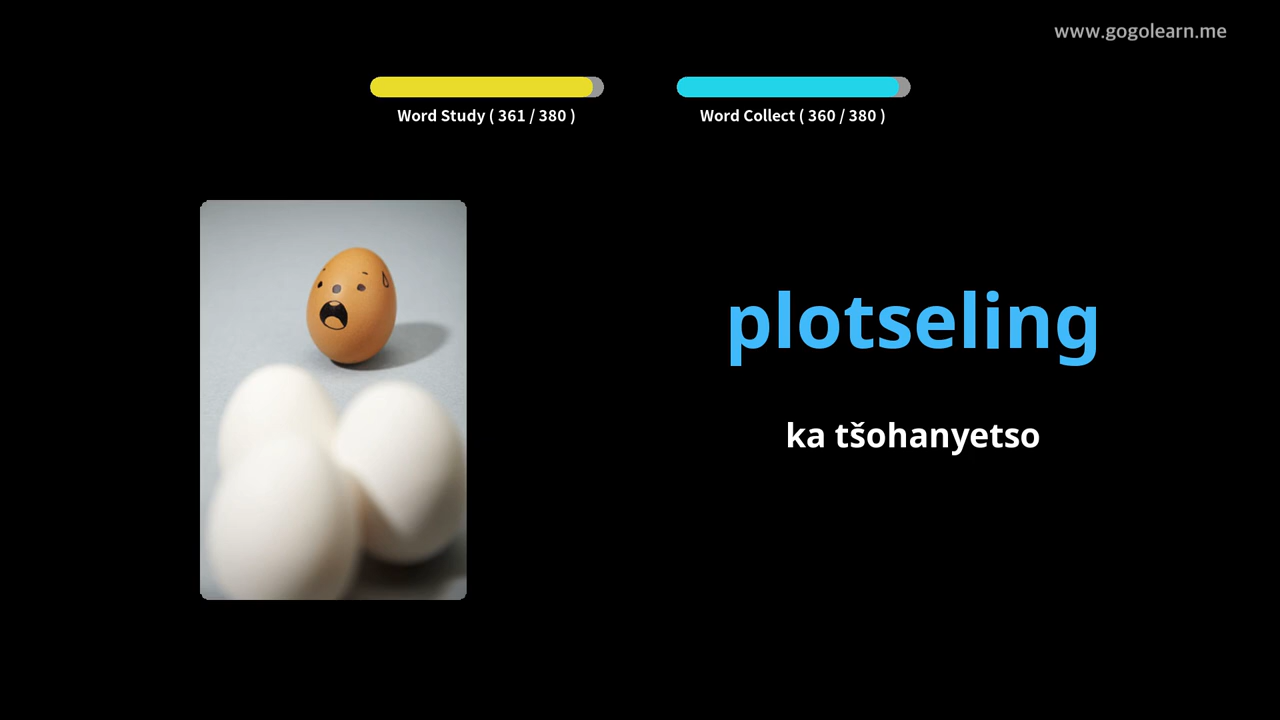 www.gogolearn.me
Word Study ( 361 / 380 )
Word Collect ( 360 / 380 )
plotseling
ka tšohanyetso